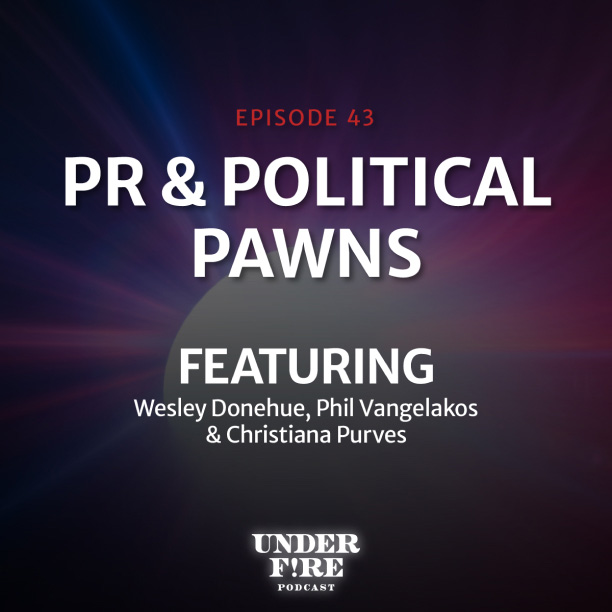 EPISODE 43
PR & POLITICAL
PAWNS
FEATURING
Wesley Donehue, Phil Vangelakos
& Christiana Purves
UNDER
F!RE
PODCAST